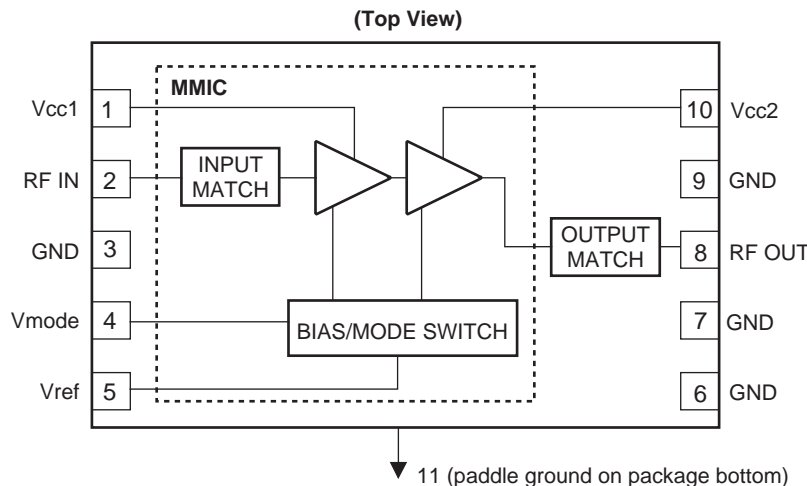 (Top View)
MMIC
Vcc1 1
10 Vcc2
INPUT
MATCH
RF IN 2
9 GND
GND 3
OUTPUT
MATCH
8 RF OUT
Vmode 4
BIAS/MODE SWITCH
7 GND
Vref 5
6 GND
11 (paddle ground on package bottom)